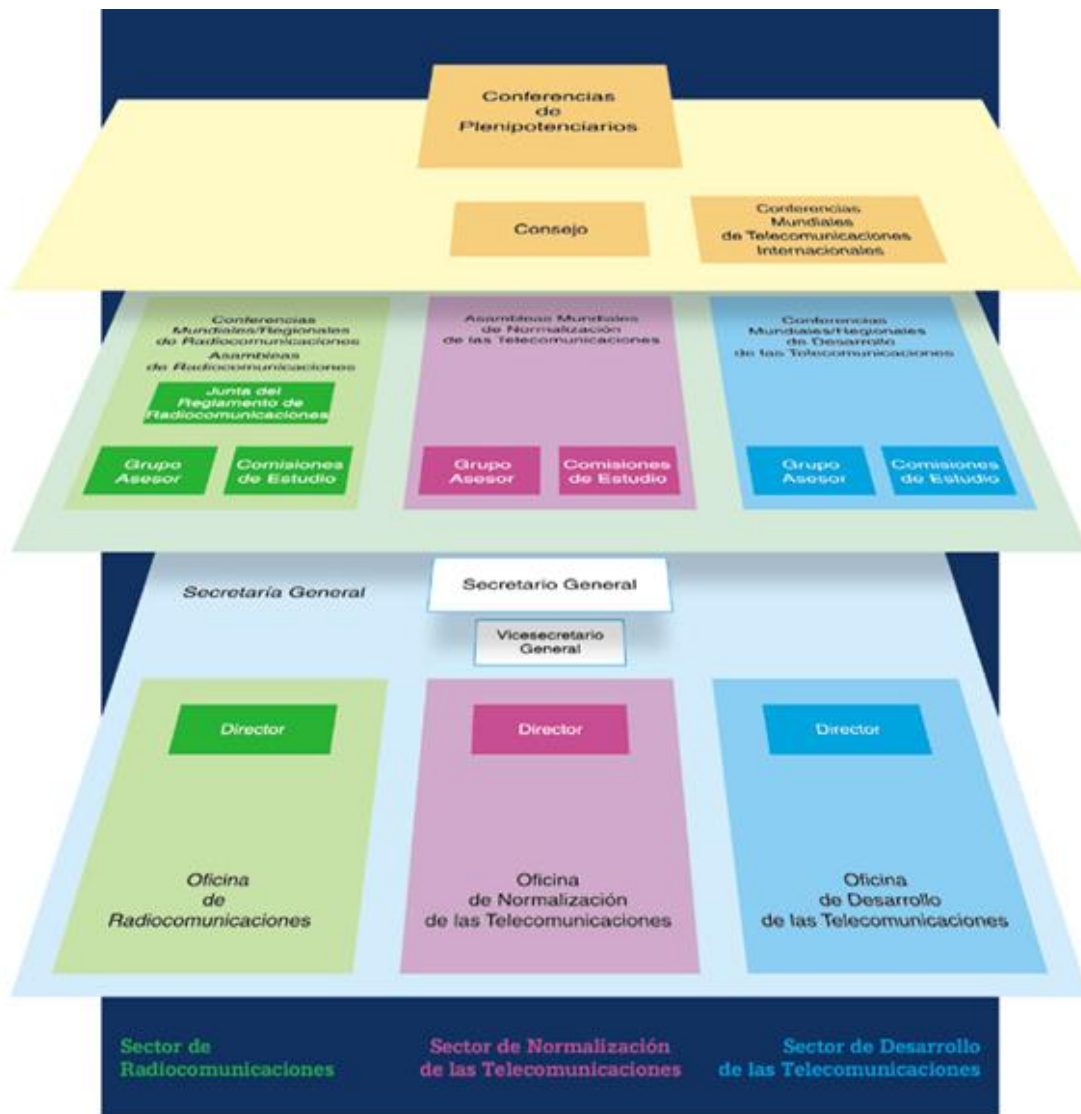 Conferencias
de
Plenipotenciarios
Consejo
Conferencias
Mundiales
de Telecomunicaciones
Internacionales
Conferencias
Mundiales/Regionales
de Radiocomunicaciones
Asambleas
de Radiocomunicaciones
Junta del
Reglamento de
Radiocomunicaciones
Grupo
Asesor
Comisiones
de Estudio
Asambleas Mundiales
de Normalización
de las Telecomunicaciones
Grupo
Asesor
Comisiones
de Estudio
Conferencias
Mundiales/Regionales
de Desarrollo
de las Telecomunicaciones
Grupo
Asesor
Comisiones
de Estudio
Secretaría General
Secretario General
Vicesecretario
General
Director
Oficina
de
Radiocomunicaciones
Director
Oficina
de Normalización
de las Telecomunicaciones
Director
Oficina
de Desarrollo
de las Telecomunicaciones
Sector de
Radiocomunicaciones
Sector de Normalización
de las Telecomunicaciones
Sector de Desarrollo
de las Telecomunicaciones